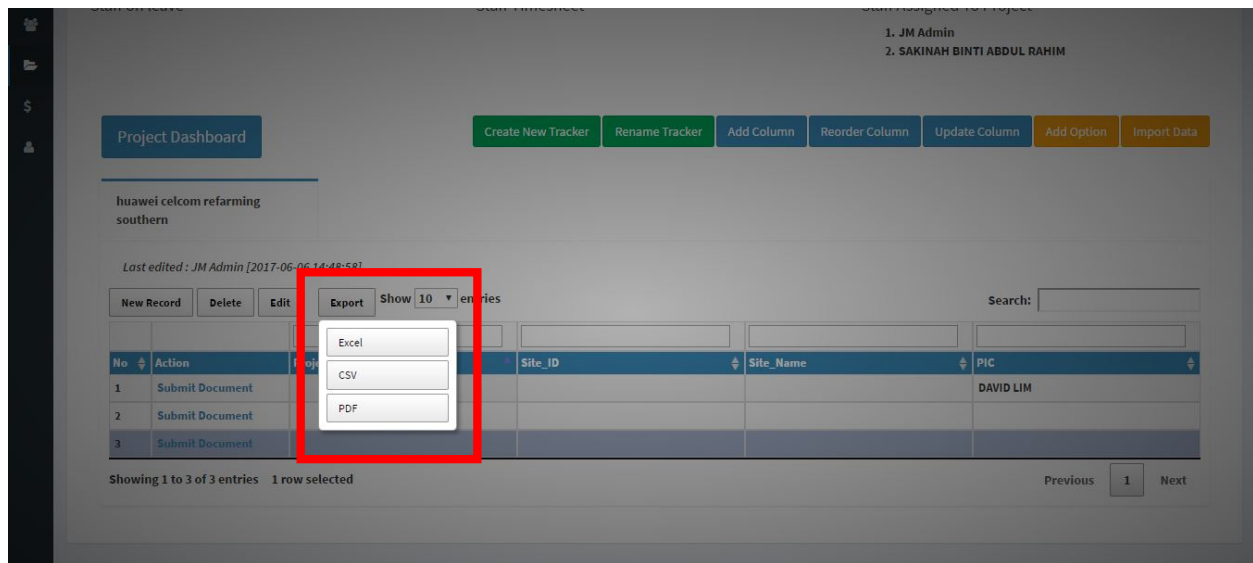 1. JM Admin
2. SAKINAH BINTI ABDUL RAHIM
Project Dashboard
Create New Tracker Rename Tracker Add Column Reorder Column Update Column Add Option Import Data
huawei celcom refarming
southern
Last edited : JM Admin [2017-06-06 14:48:58]
New Record Delete Edit Export Show 10 entries Search:
Excel
CSV
PDF
No Action Site_ID Site_Name PIC
1 Submit Document DAVID LIM
2 Submit Document
3 Submit Document
Showing 1 to 3 of 3 entries 1 row selected Previous 1 Next